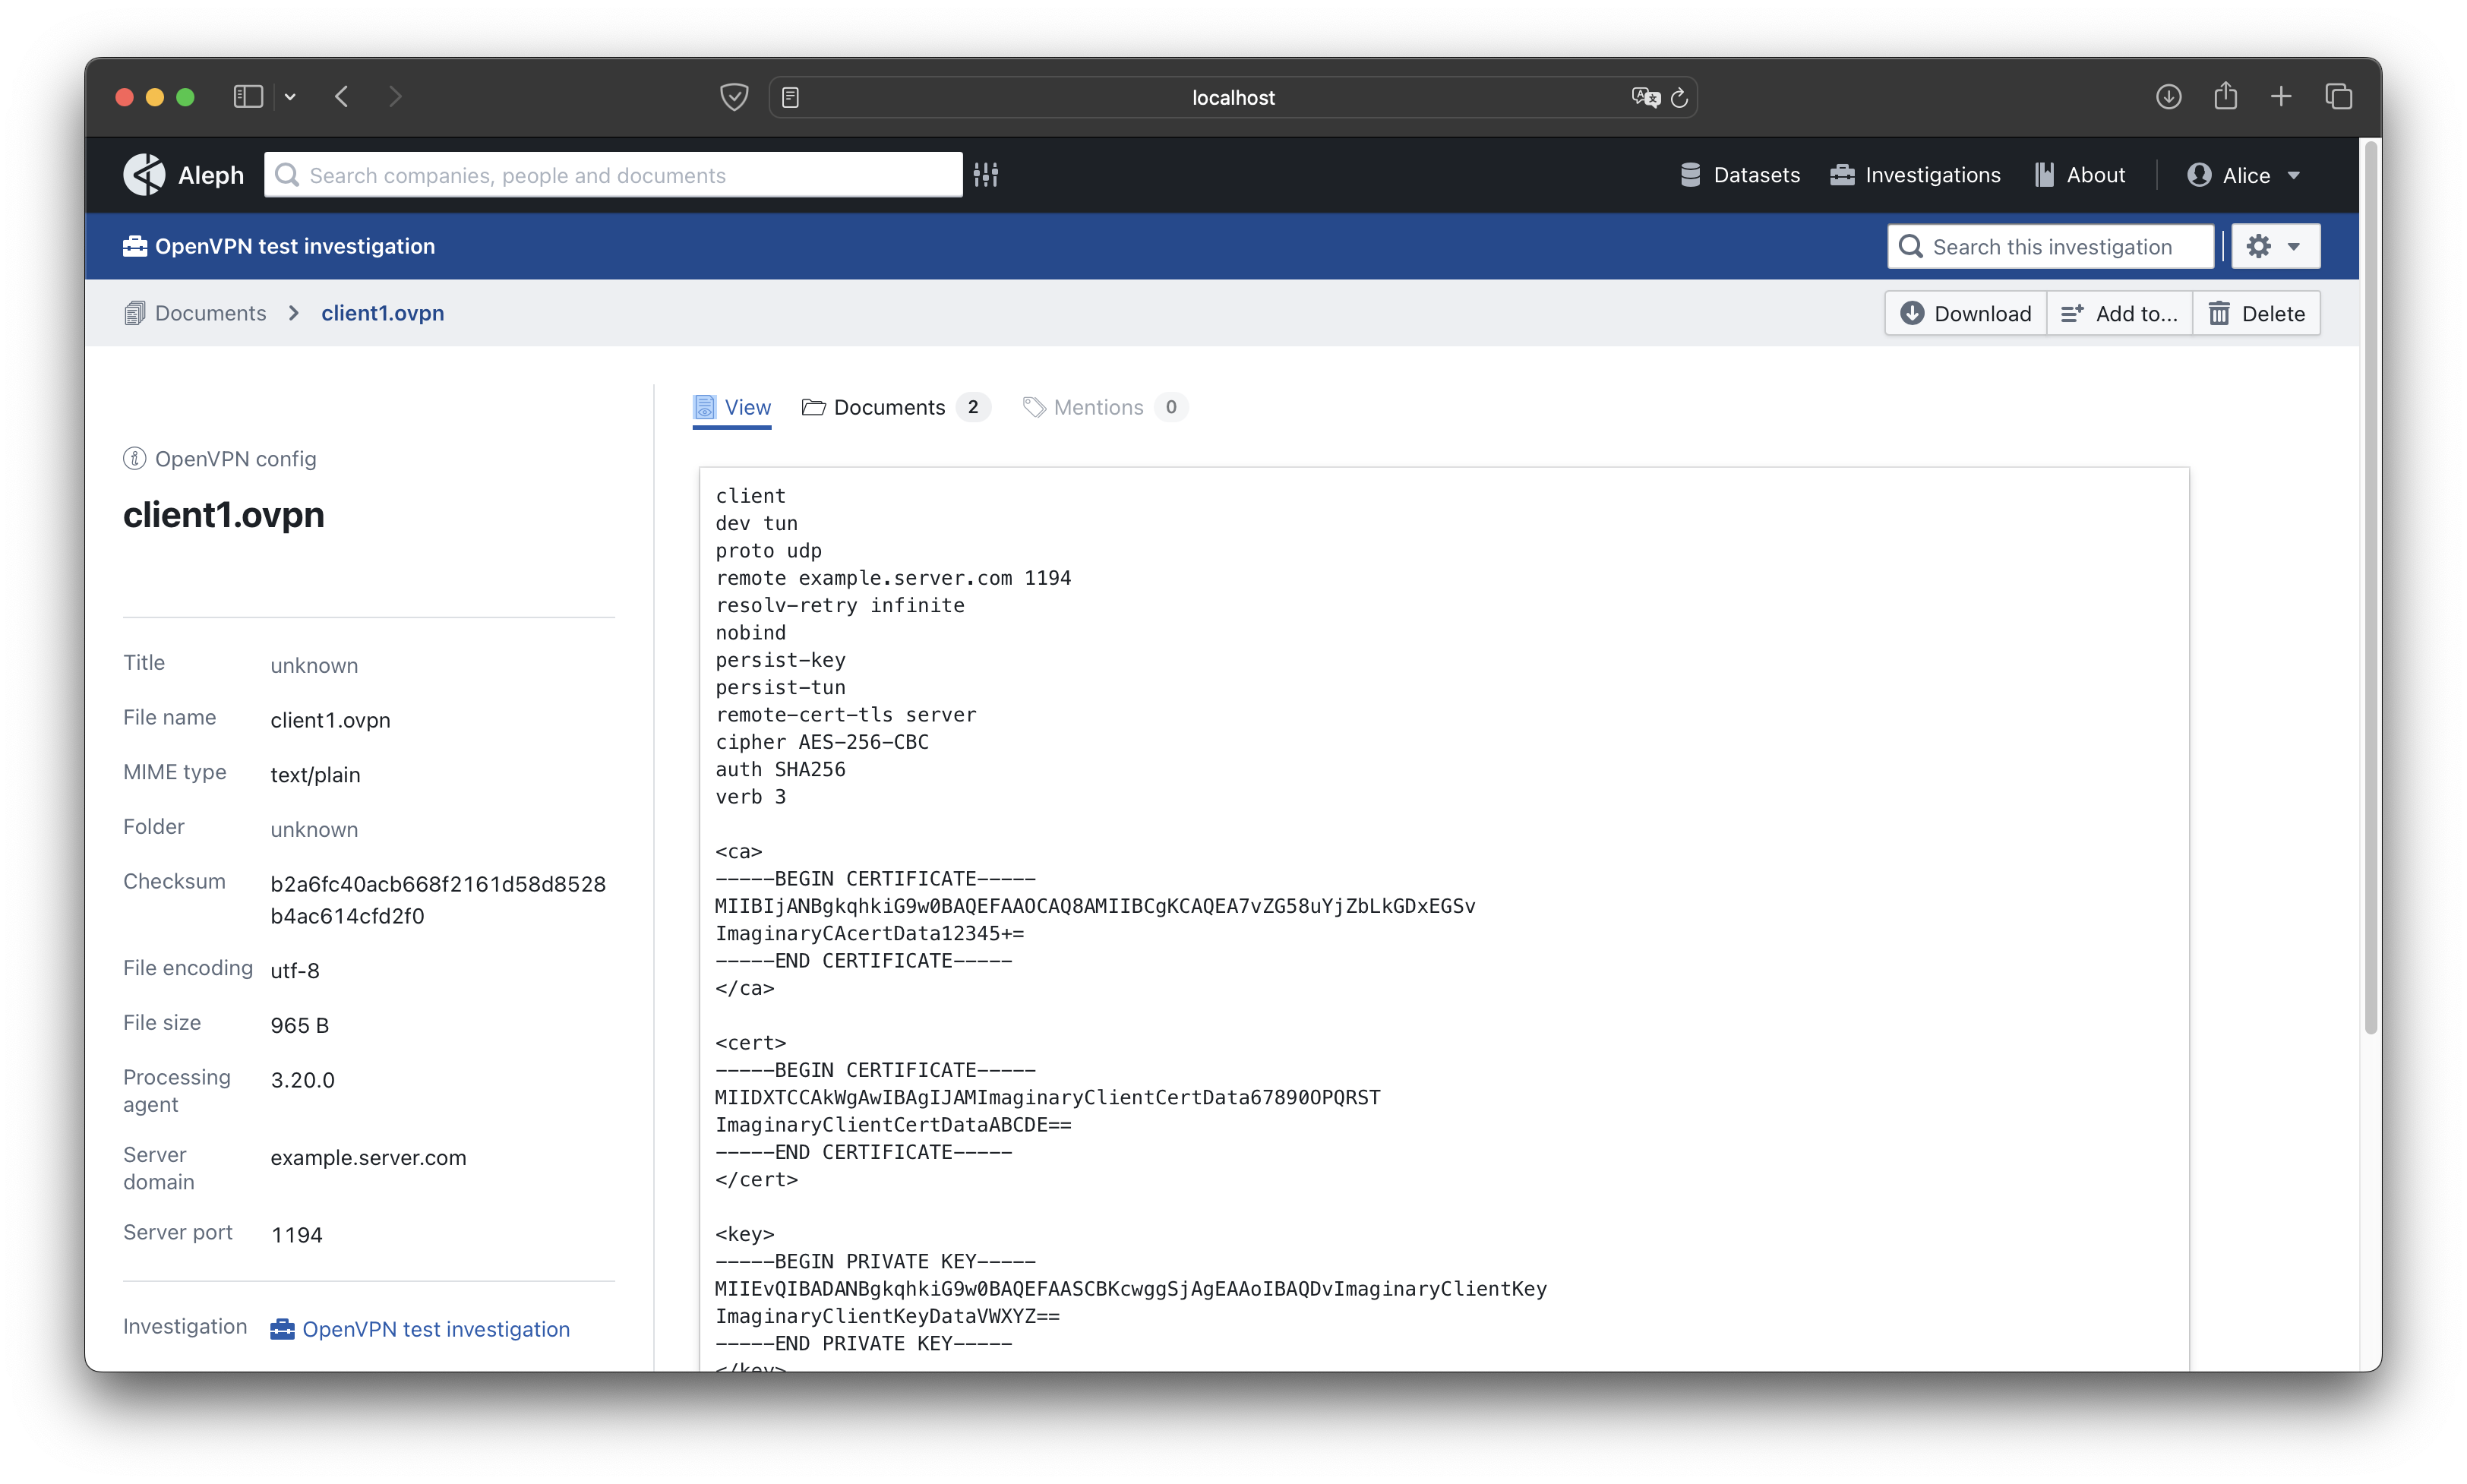 localhost
Aleph
Search companies, people and documents
Datasets
Investigations
About
Alice
OpenVPN test investigation
Search this investigation
Documents
client1.ovpn
Download
Add to...
Delete
OpenVPN config
client1.ovpn
Title unknown
File name client1.ovpn
MIME type text/plain
Folder unknown
Checksum b2a6fc40acb668f2161d58d8528
b4ac614cfd2f0
File encoding utf-8
File size 965 B
Processing agent 3.20.0
Server domain example.server.com
Server port 1194
Investigation OpenVPN test investigation
View
Documents 2
Mentions 0
client
dev tun
proto udp
remote example.server.com 1194
resolv-retry infinite
nobind
persist-key
persist-tun
remote-cert-tls server
cipher AES-256-CBC
auth SHA256
verb 3
<ca>
-----BEGIN CERTIFICATE-----
MIIBIjANBgkqhkiG9w0BAQEFAAOCAQ8AMIIBCgKCAQEA7vZG58uYjZbLkGDxEGSv
ImaginaryCAcertData12345+=
-----END CERTIFICATE-----
</ca>
<cert>
-----BEGIN CERTIFICATE-----
MIIDXTCCAkWgAwIBAgIJAMImaginaryClientCertData67890OPQRST
ImaginaryClientCertDataABCDE==
-----END CERTIFICATE-----
</cert>
<key>
-----BEGIN PRIVATE KEY-----
MIIEvQIBADANBgkqhkiG9w0BAQEFAASCBKcwggSjAgEAAoIBAQDvImaginaryClientKey
ImaginaryClientKeyDataVWXYZ==
-----END PRIVATE KEY-----
</key>